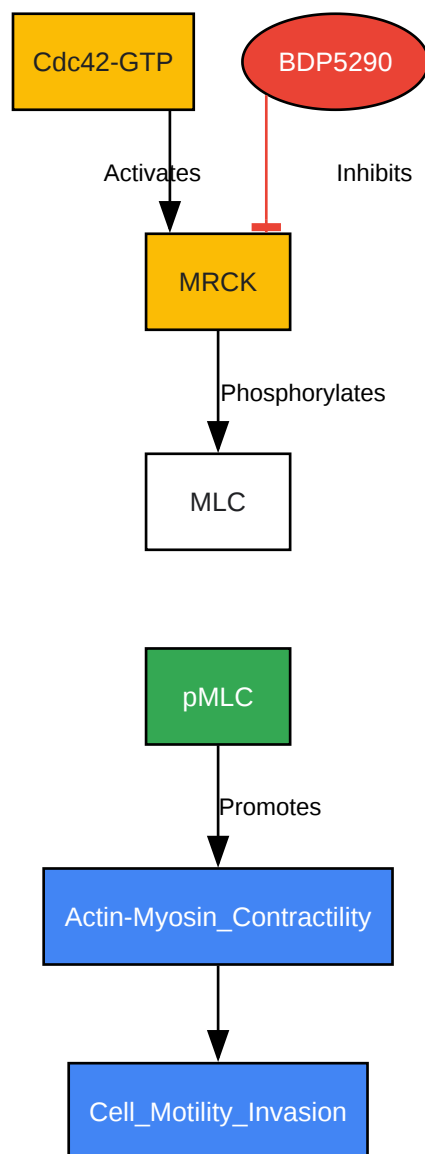 Cdc42-GTP
BDP5290
Activates
Inhibits
MRCK
Phosphorylates
MLC
pMLC
Promotes
Actin-Myosin_Contractility
Cell_Motility_Invasion